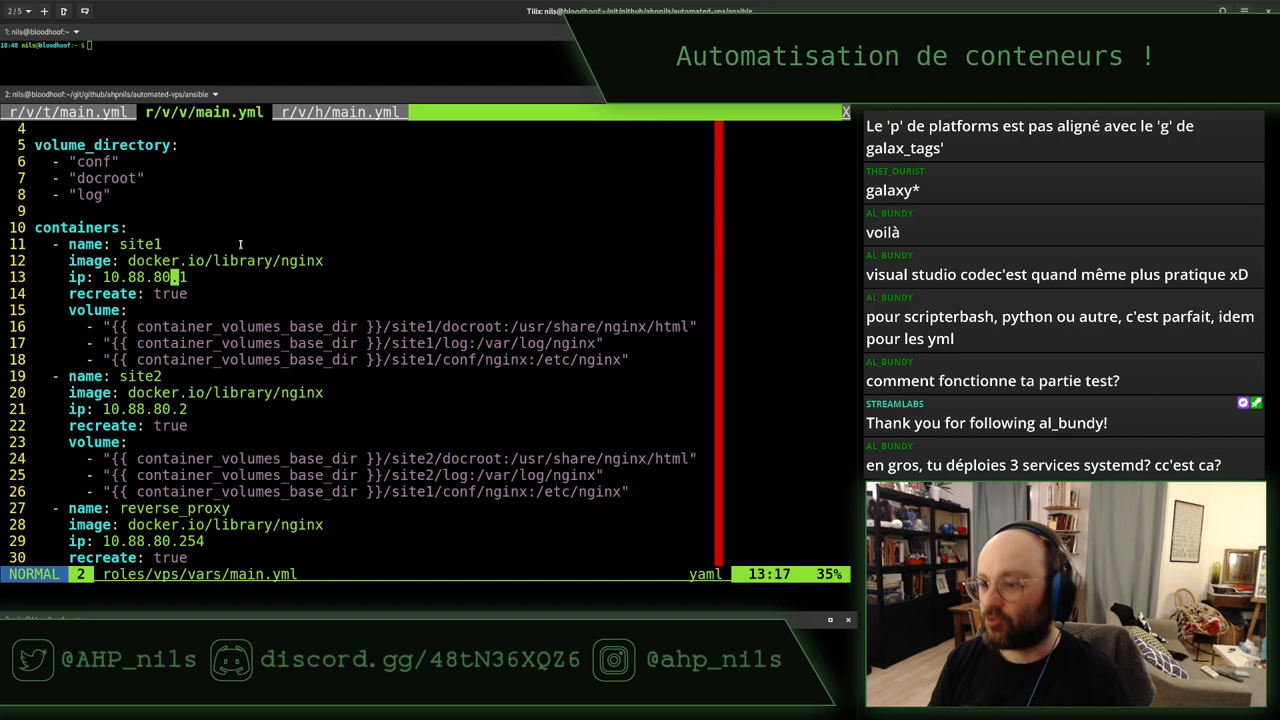 2 / 5
Tilix: nils@bloodhoof:~/git/github/ahpnils/automated-vps/ansible
1: nils@bloodhoof:~
18:48 nils@bloodhoof:~ $
Automatisation de conteneurs !
2: nils@bloodhoof:~/git/github/ahpnils/automated-vps/ansible
r/v/t/main.yml r/v/v/main.yml r/v/h/main.yml X
4
5 volume_directory:
6 - "conf"
7 - "docroot"
8 - "log"
9
10 containers:
11 - name: site1
12 image: docker.io/library/nginx
13 ip: 10.88.80.1
14 recreate: true
15 volume:
16 - "{{ container_volumes_base_dir }}/site1/docroot:/usr/share/nginx/html"
17 - "{{ container_volumes_base_dir }}/site1/log:/var/log/nginx"
18 - "{{ container_volumes_base_dir }}/site1/conf/nginx:/etc/nginx"
19 - name: site2
20 image: docker.io/library/nginx
21 ip: 10.88.80.2
22 recreate: true
23 volume:
24 - "{{ container_volumes_base_dir }}/site2/docroot:/usr/share/nginx/html"
25 - "{{ container_volumes_base_dir }}/site2/log:/var/log/nginx"
26 - "{{ container_volumes_base_dir }}/site1/conf/nginx:/etc/nginx"
27 - name: reverse_proxy
28 image: docker.io/library/nginx
29 ip: 10.88.80.254
30 recreate: true
NORMAL 2 roles/vps/vars/main.yml yaml 13:17 35%
Le 'p' de platforms est pas aligné avec le 'g' de
galax_tags'
THET_OURIST
galaxy*
AL_BUNDY
voilà
AL_BUNDY
visual studio codec'est quand même plus pratique xD
AL_BUNDY
pour scripterbash, python ou autre, c'est parfait, idem
pour les yml
AL_BUNDY
comment fonctionne ta partie test?
STREAMLABS
Thank you for following al_bundy!
AL_BUNDY
en gros, tu déploies 3 services systemd? cc'est ca?
@AHP_nils discord.gg/48tN36XQZ6 @ahp_nils